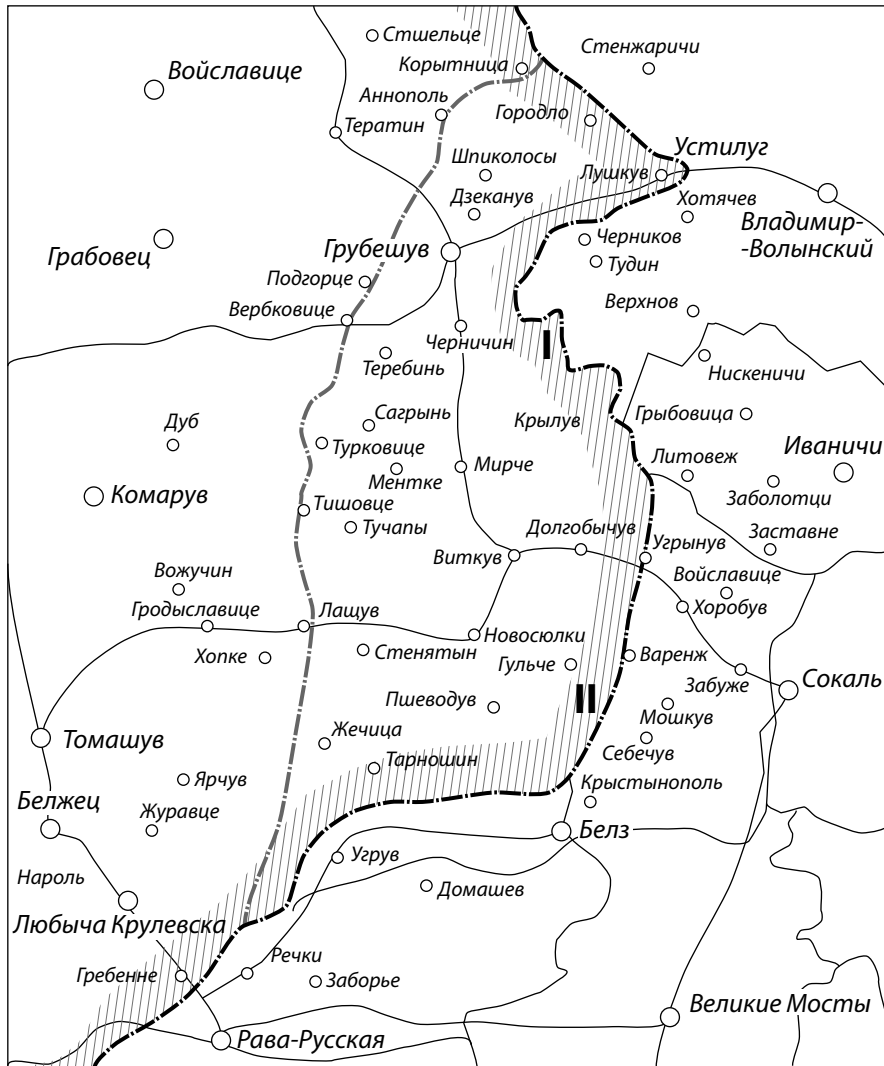 Стшельце
Стенжаричи
Корытница
Войславице
Аннополь
Городло
Тератин
Устилуг
Шпиколосы
Лушкув
Дзеканув
Хотячев
Владимир-
-Волынский
Черников
Грабовец
Грубешув
Тудин
Подгорце
Верхнов
Вербковице
Черничин
I
Теребинь
Нискеничи
Сагрынь
Крылув
Грыбовица
Дуб
Турковице
Иваничи
Литовеж
Ментке
Мирче
Заболотци
Комарув
Тишовце
Тучапы
Долгобычув
Заставне
Виткув
Угрынув
Войславице
Вожучин
Хоробув
Гродыславице
Лащув
Новосюлки
Стенятын
Варенж
Хопке
Гульче
Забуже
Сокаль
Пшеводув
II
Мошкув
Томашув
Жечица
Себечув
Тарношин
Ярчув
Крыстынополь
Белжец
Журавце
Белз
Угрув
Нароль
Домашев
Любыча Крулевска
Речки
Гребенне
Заборье
Великие Мосты
Рава-Русская